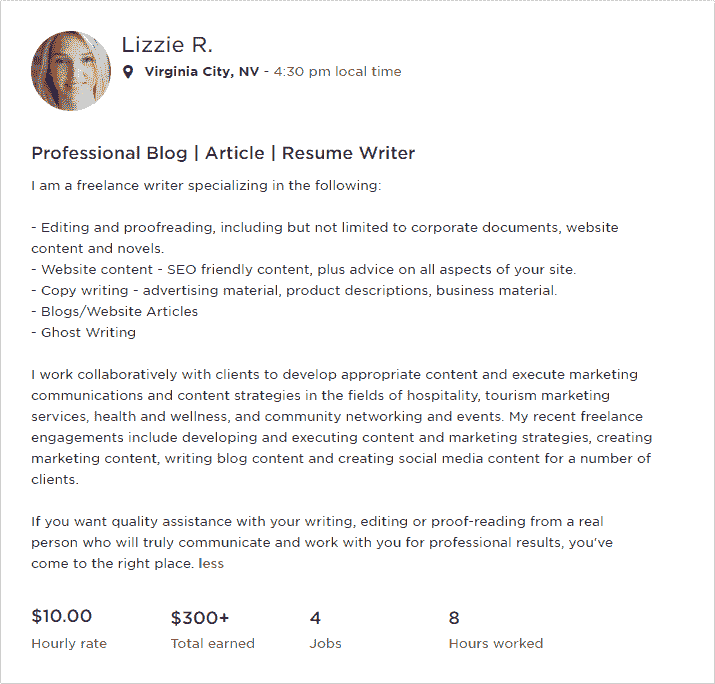 Lizzie R.
Virginia City, NV - 4:30 pm local time
Professional Blog | Article | Resume Writer
I am a freelance writer specializing in the following:
- Editing and proofreading, including but not limited to corporate documents, website
content and novels.
- Website content - SEO friendly content, plus advice on all aspects of your site.
- Copy writing - advertising material, product descriptions, business material.
- Blogs/Website Articles
- Ghost Writing
I work collaboratively with clients to develop appropriate content and execute marketing
communications and content strategies in the fields of hospitality, tourism marketing
services, health and wellness, and community networking and events. My recent freelance
engagements include developing and executing content and marketing strategies, creating
marketing content, writing blog content and creating social media content for a number of
clients.
If you want quality assistance with your writing, editing or proof-reading from a real
person who will truly communicate and work with you for professional results, you've
come to the right place. less
$10.00 $300+ 4 8
Hourly rate Total earned Jobs Hours worked